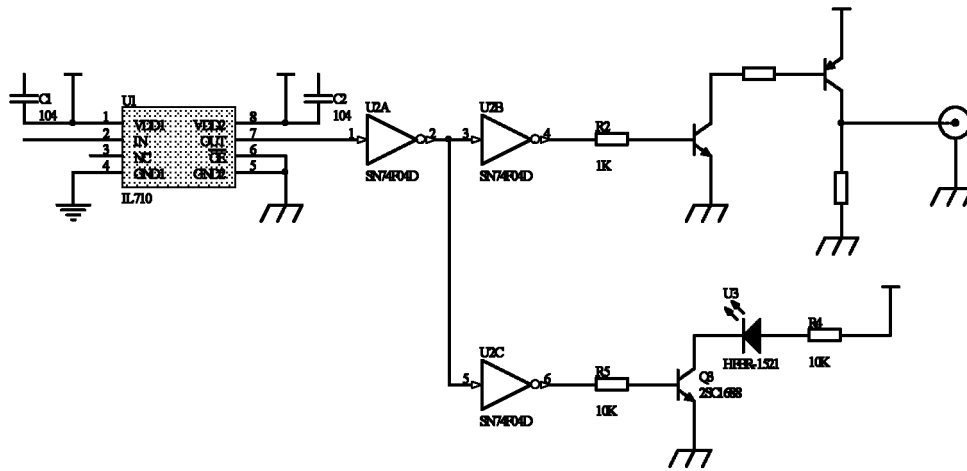 C1
104
U1
1 VDD1 VDD2 8
2 IN OUT 7
3 NC OE 6
4 GND1 GND2 5
IL710
C2
104
U2A
1 2
SN74F04D
U2B
3 4
SN74F04D
R2
1K
U2C
5 6
SN74F04D
R5
10K
Q3
2SC1688
U3
HFBR-1521
R4
10K